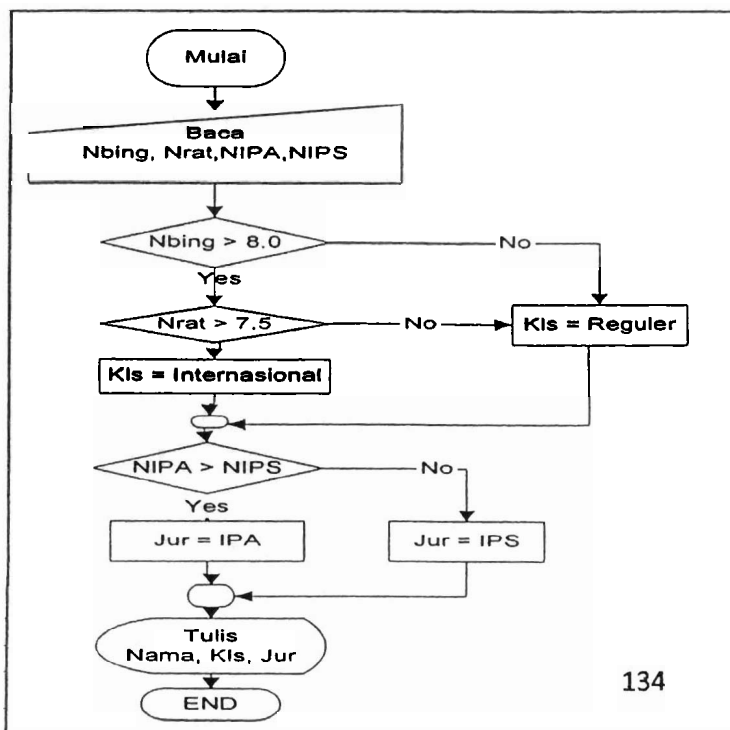 Mulai
Baca
Nbing, Nrat,NIPA,NIPS
Nbing > 8.0
No
Yes
Nrat > 7.5
No
Kls = Reguler
Kls = Internasional
NIPA > NIPS
No
Yes
Jur = IPA
Jur = IPS
Tulis
Nama, Kls, Jur
END
134